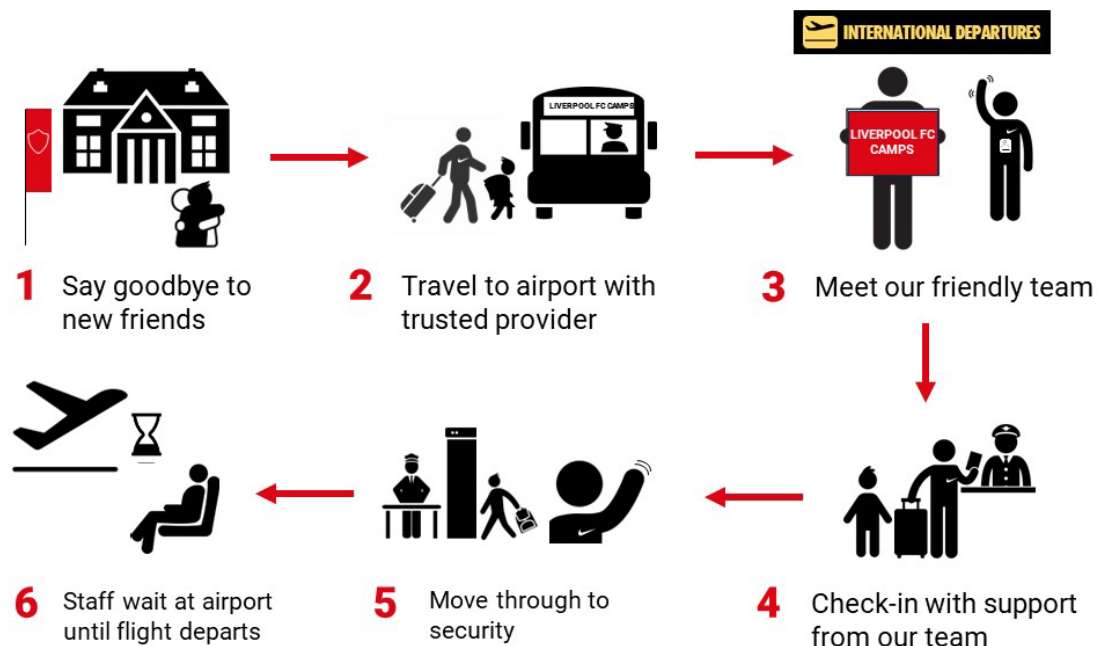 INTERNATIONAL DEPARTURES
LIVERPOOL FC CAMPS
LIVERPOOL FC
CAMPS
1 Say goodbye to
new friends
2 Travel to airport with
trusted provider
3 Meet our friendly team
4 Check-in with support
from our team
5 Move through to
security
6 Staff wait at airport
until flight departs